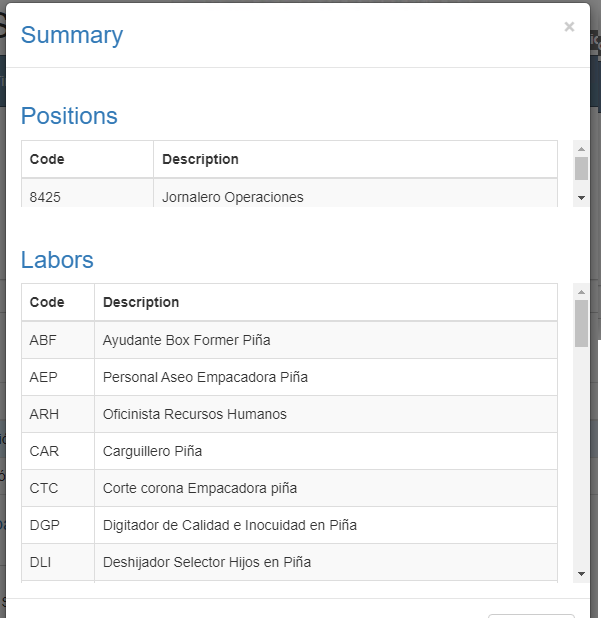 Summary
×
Positions
Code Description
8425 Jornalero Operaciones
Labors
Code Description
ABF Ayudante Box Former Piña
AEP Personal Aseo Empacadora Piña
ARH Oficinista Recursos Humanos
CAR Carguillero Piña
CTC Corte corona Empacadora piña
DGP Digitador de Calidad e Inocuidad en Piña
DLI Deshijador Selector Hijos en Piña